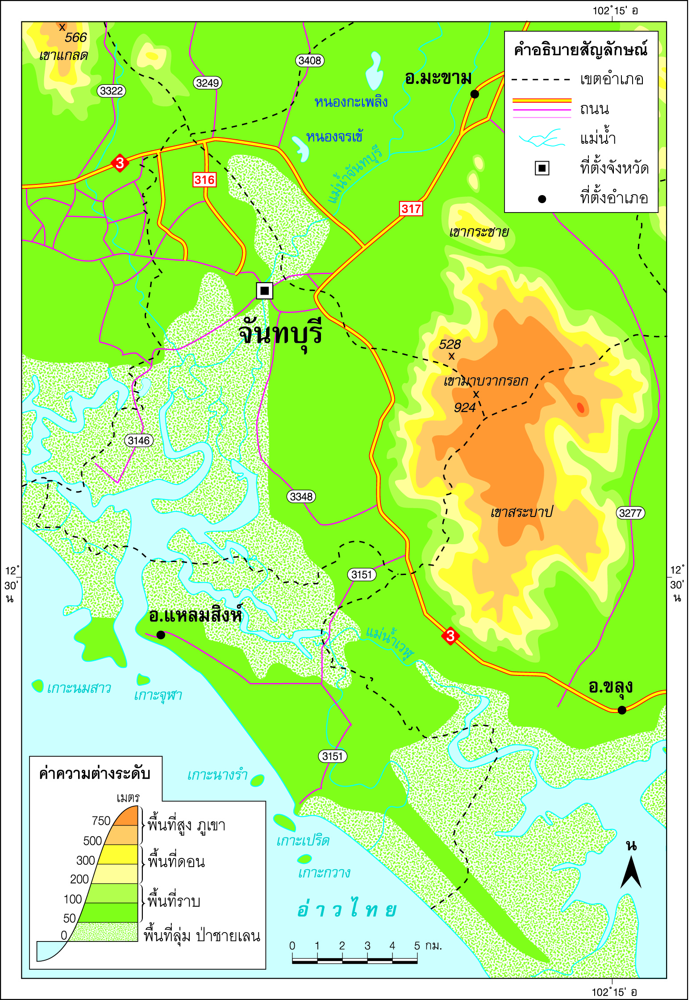 102°15' อ
566
เขาแกลด
3322
3249
3408
หนองกะเพลิง
หนองจรเข้
อ.มะขาม
คำอธิบายสัญลักษณ์
เขตอำเภอ
ถนน
แม่น้ำ
ที่ตั้งจังหวัด
ที่ตั้งอำเภอ
3
316
317
แม่น้ำจันทบุรี
เขากระชาย
จันทบุรี
528
เขามาบวากรอก
924
3146
3348
เขาสระบาป
3277
12°
30'
น
12°
30'
น
3151
อ.แหลมสิงห์
แม่น้ำเวฬุ
3
อ.ขลุง
เกาะนมสาว
เกาะจุฬา
3151
เกาะนางรำ
เกาะเปริด
เกาะกวาง
อ่าวไทย
น
ค่าความต่างระดับ
เมตร
750
พื้นที่สูง ภูเขา
500
300
พื้นที่ดอน
200
100
พื้นที่ราบ
50
0
พื้นที่ลุ่ม ป่าชายเลน
0 1 2 3 4 5 กม.
102°15' อ